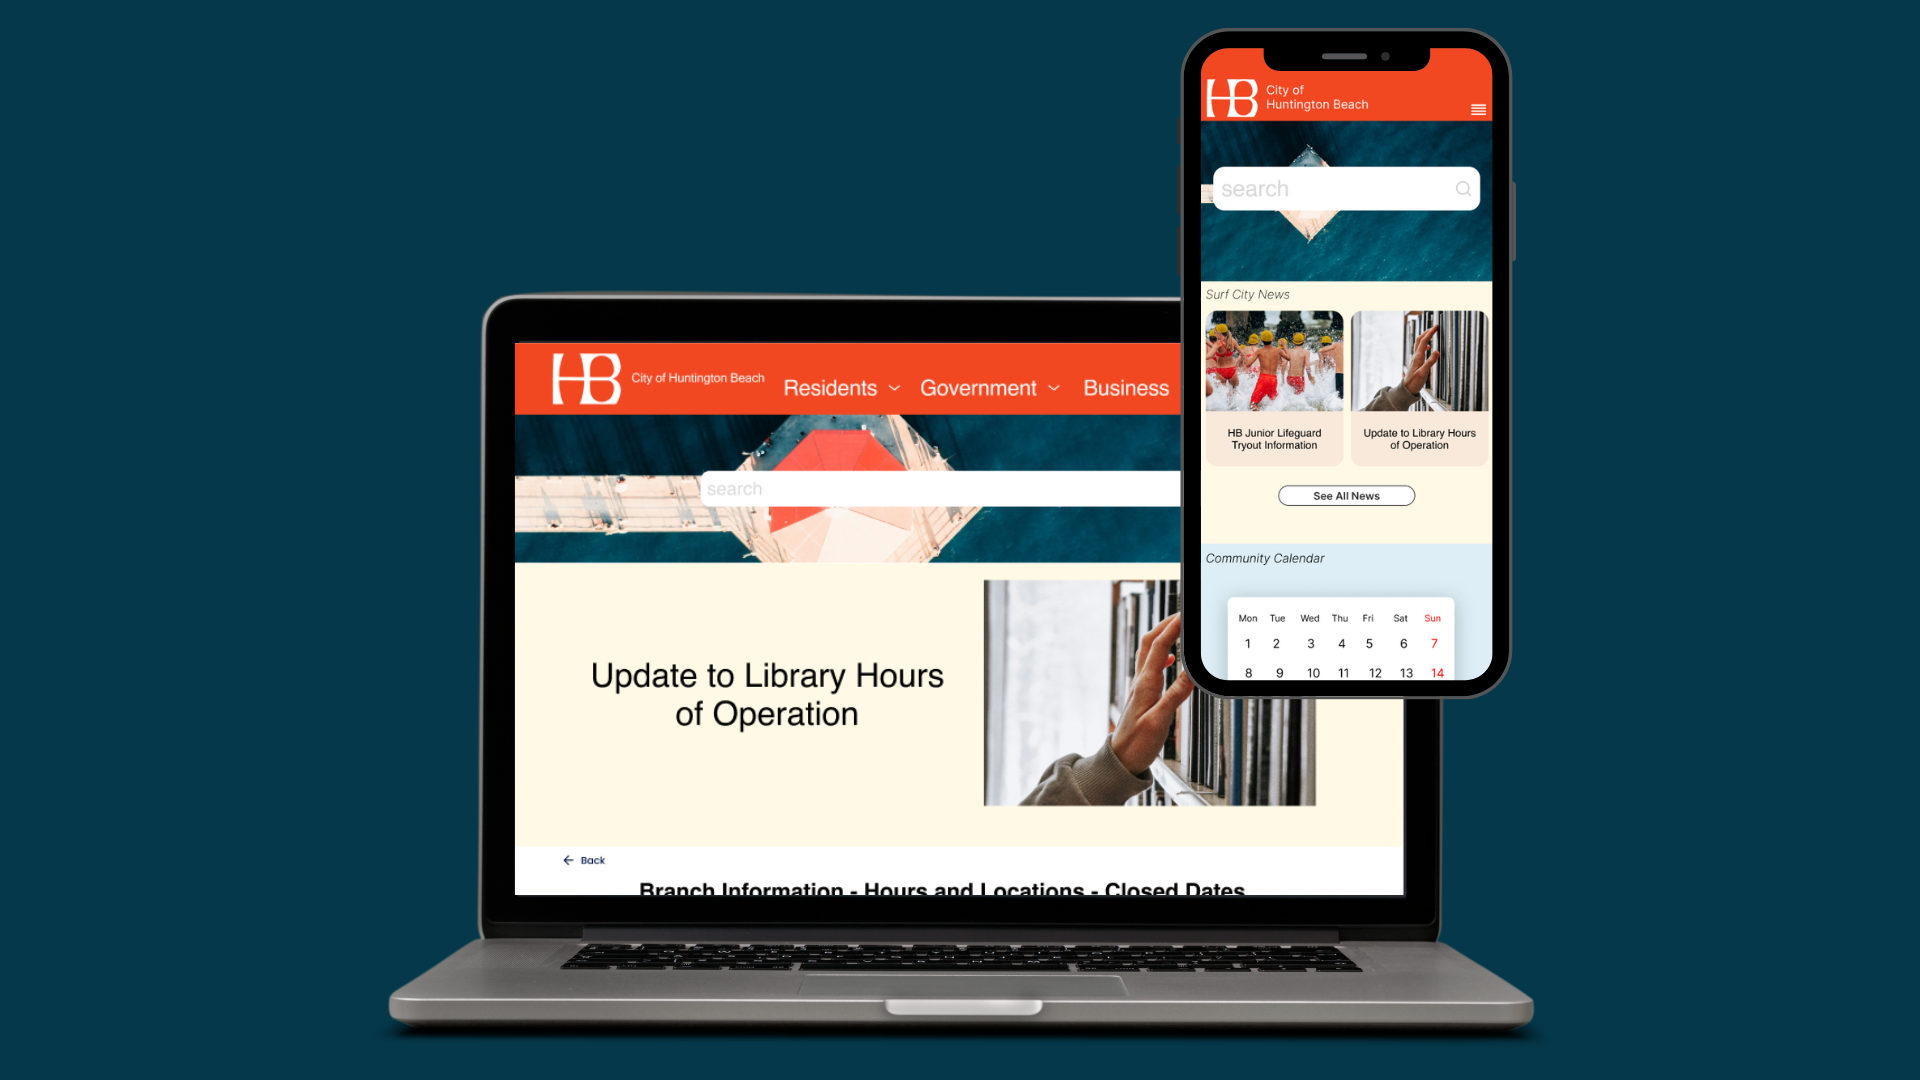 HB
City of Huntington Beach
Residents
Government
Business
search
Update to Library Hours
of Operation
Back
Branch Information - Hours and Locations - Closed Dates
HB
City of
Huntington Beach
search
Surf City News
HB Junior Lifeguard
Tryout Information
Update to Library Hours
of Operation
See All News
Community Calendar
Mon Tue Wed Thu Fri Sat Sun
1 2 3 4 5 6 7
8 9 10 11 12 13 14